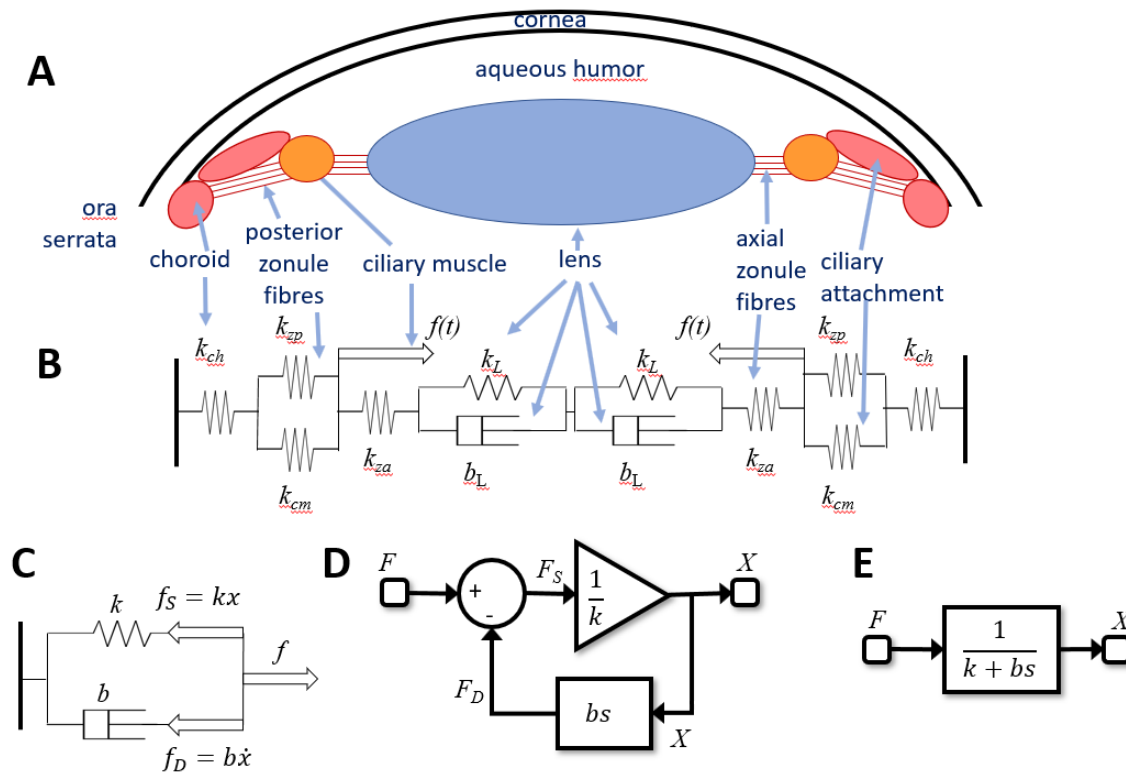 cornea
A
aqueous humor
ora
serrata
choroid
posterior
zonule
fibres
ciliary muscle
lens
axial
zonule
fibres
ciliary
attachment
B
k_ch
k_zp
k_cm
f(t)
k_za
k_L
b_L
f(t)
k_L
b_L
k_za
k_zp
k_cm
k_ch
C
k
f_S = kx
f
b
f_D = bẋ
D
F
+
-
F_S
1/k
X
F_D
bs
X
E
F
1/(k + bs)
X